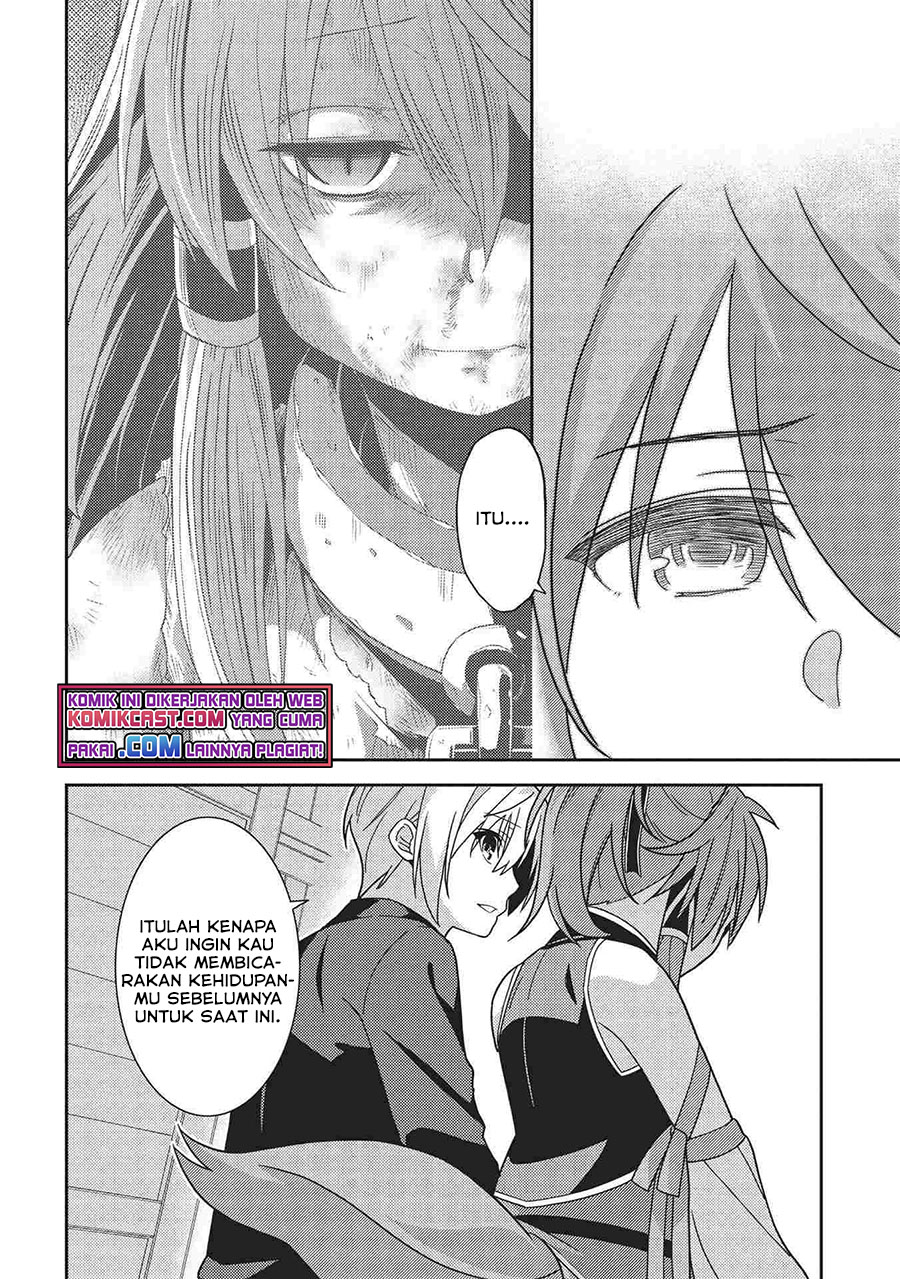 ITU....
KOMIK INI DIKERJAKAN OLEH WEB
KOMIKCAST.COM YANG CUMA
PAKAI .COM LAINNYA PLAGIAT!
ITULAH KENAPA
AKU INGIN KAU
TIDAK MEMBICA-
RAKAN KEHIDUPAN-
MU SEBELUMNYA
UNTUK SAAT INI.